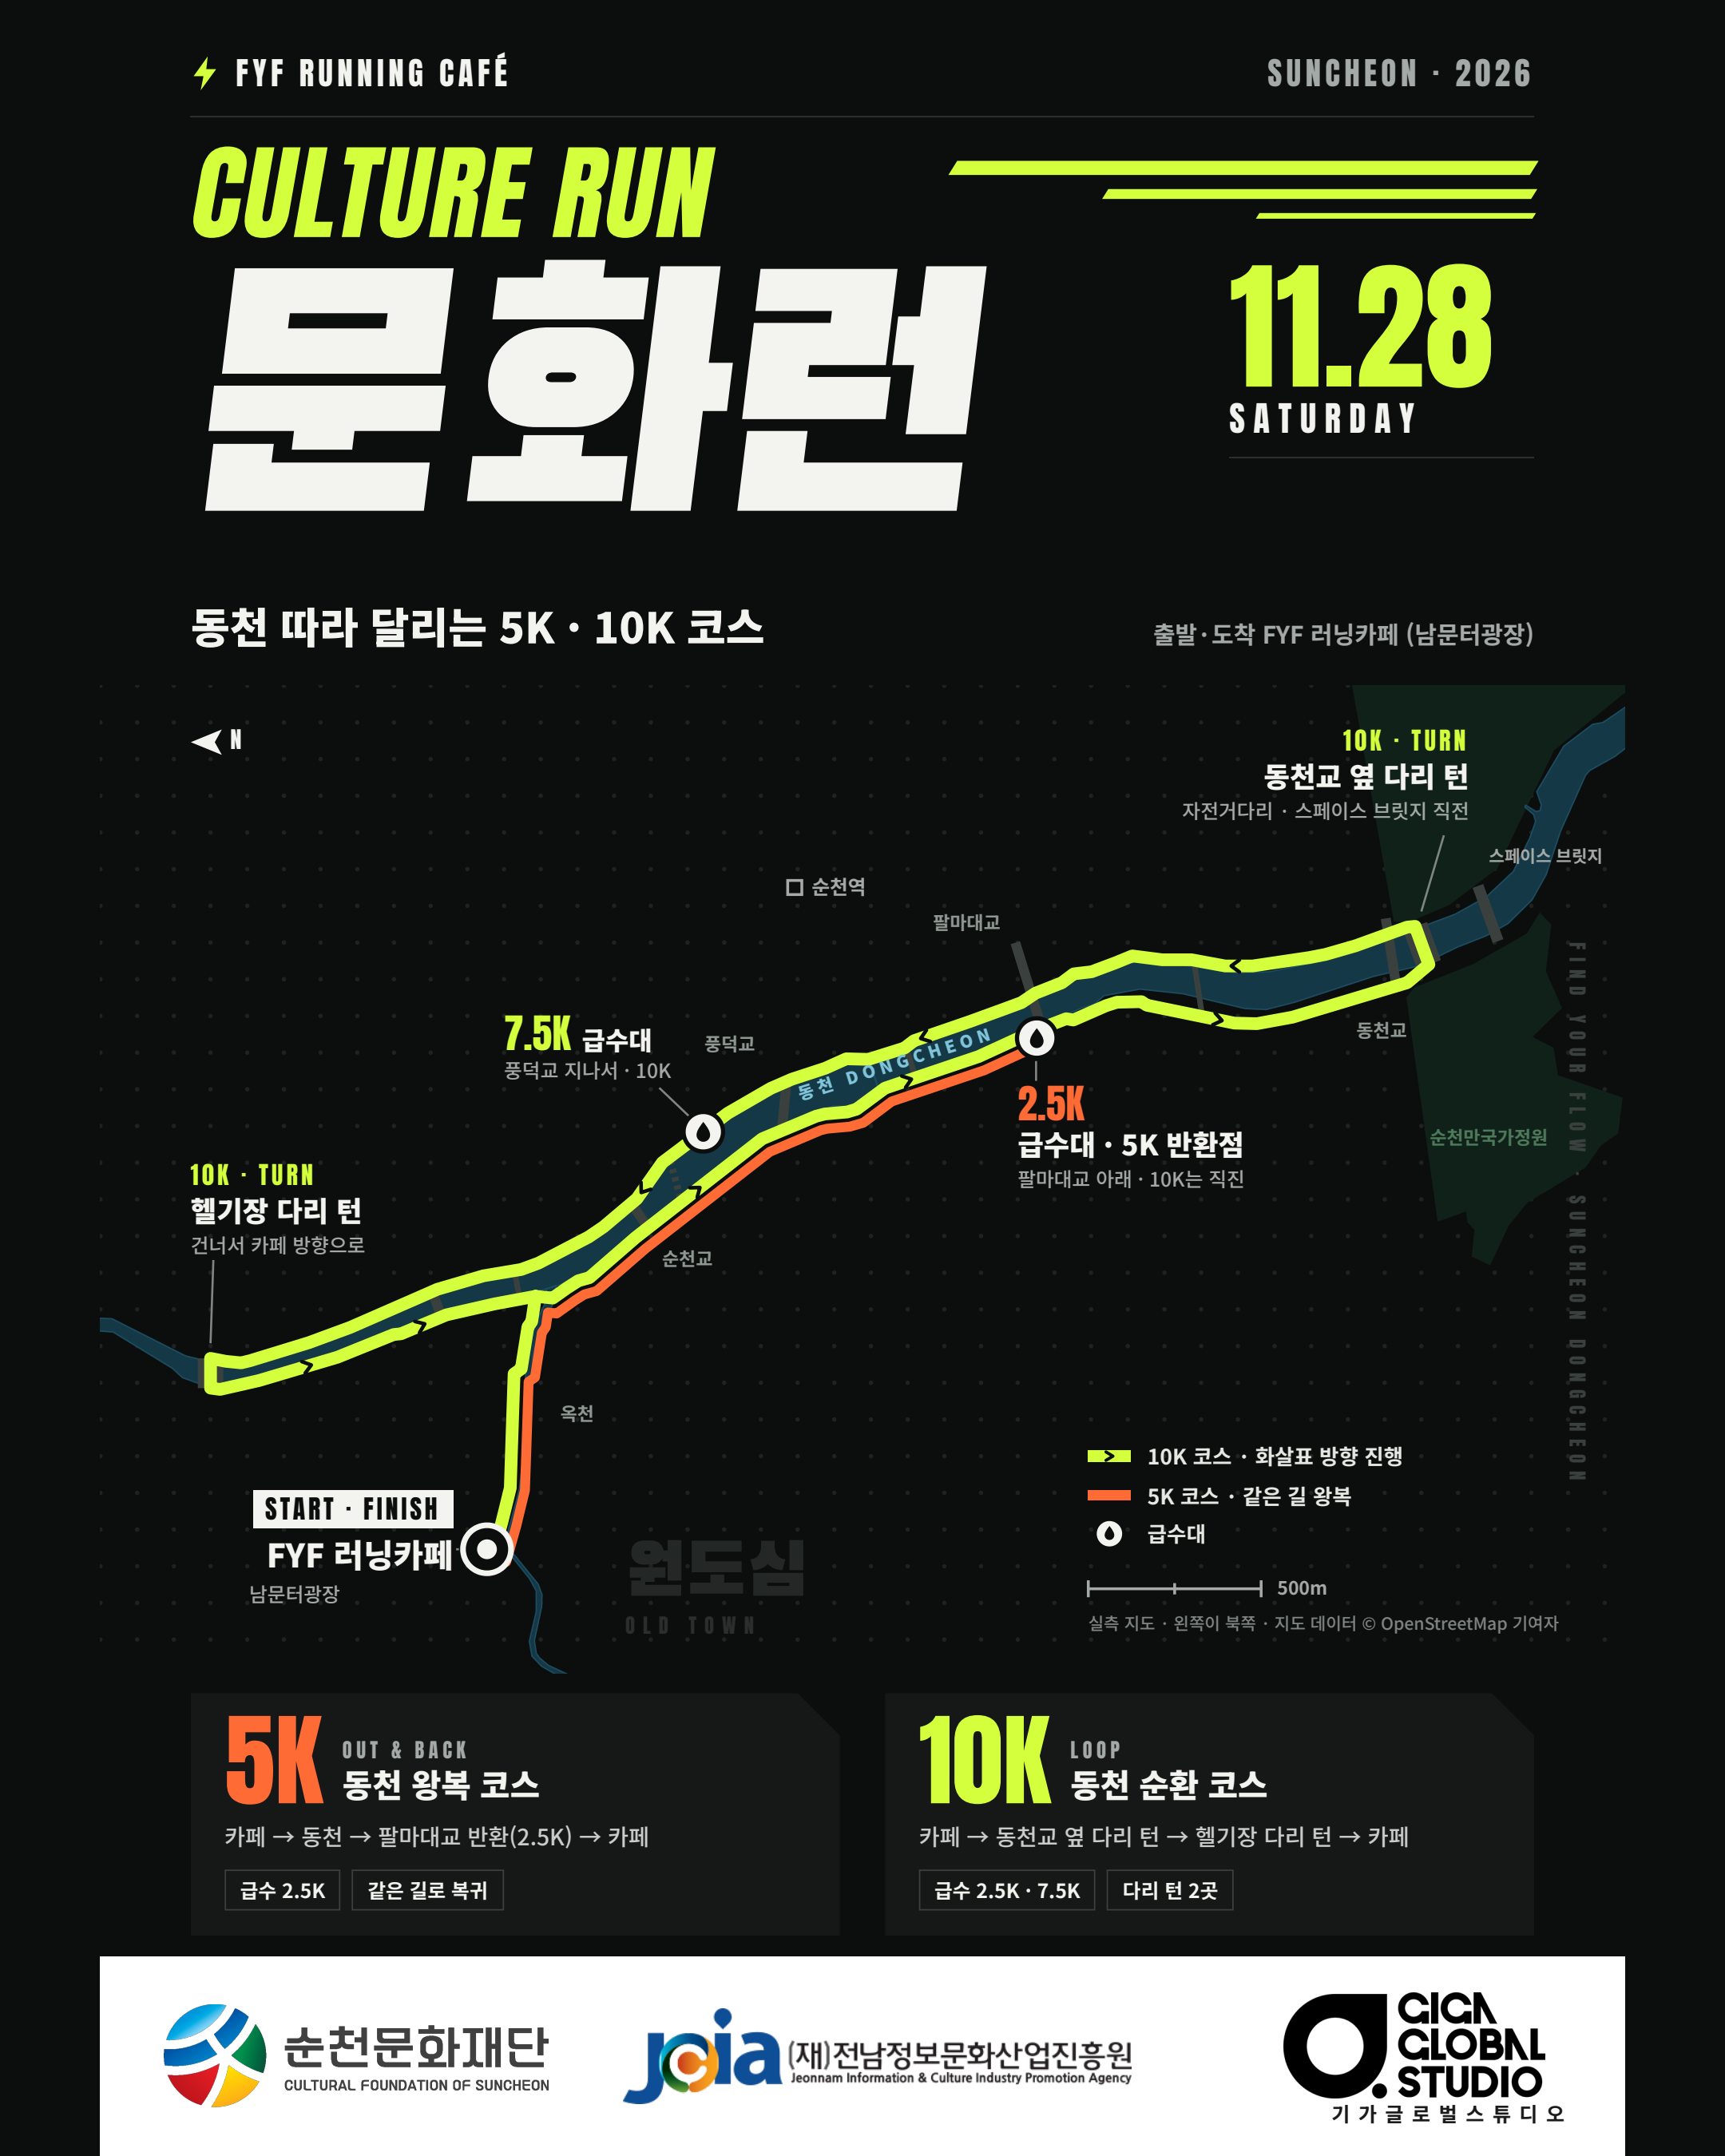 FYF RUNNING CAFÉ
SUNCHEON · 2026
CULTURE RUN
문화런
11.28
SATURDAY
동천 따라 달리는 5K · 10K 코스
출발·도착 FYF 러닝카페 (남문터광장)
N
10K · TURN
동천교 옆 다리 턴
자전거다리 · 스페이스 브릿지 직전
스페이스 브릿지
순천역
팔마대교
7.5K 급수대
풍덕교 지나서 · 10K
풍덕교
동천 DONGCHEON
동천교
2.5K
급수대 · 5K 반환점
팔마대교 아래 · 10K는 직진
순천만국가정원
FIND YOUR FLOW · SUNCHEON DONGCHEON
10K · TURN
헬기장 다리 턴
건너서 카페 방향으로
순천교
옥천
START · FINISH
FYF 러닝카페
남문터광장
원도심
OLD TOWN
10K 코스 · 화살표 방향 진행
5K 코스 · 같은 길 왕복
급수대
500m
실측 지도 · 왼쪽이 북쪽 · 지도 데이터 © OpenStreetMap 기여자
5K
OUT & BACK
동천 왕복 코스
카페 → 동천 → 팔마대교 반환(2.5K) → 카페
급수 2.5K
같은 길로 복귀
10K
LOOP
동천 순환 코스
카페 → 동천교 옆 다리 턴 → 헬기장 다리 턴 → 카페
급수 2.5K · 7.5K
다리 턴 2곳
순천문화재단
CULTURAL FOUNDATION OF SUNCHEON
jcia
(재)전남정보문화산업진흥원
Jeonnam Information & Culture Industry Promotion Agency
GIGA
GLOBAL
STUDIO
기가글로벌스튜디오